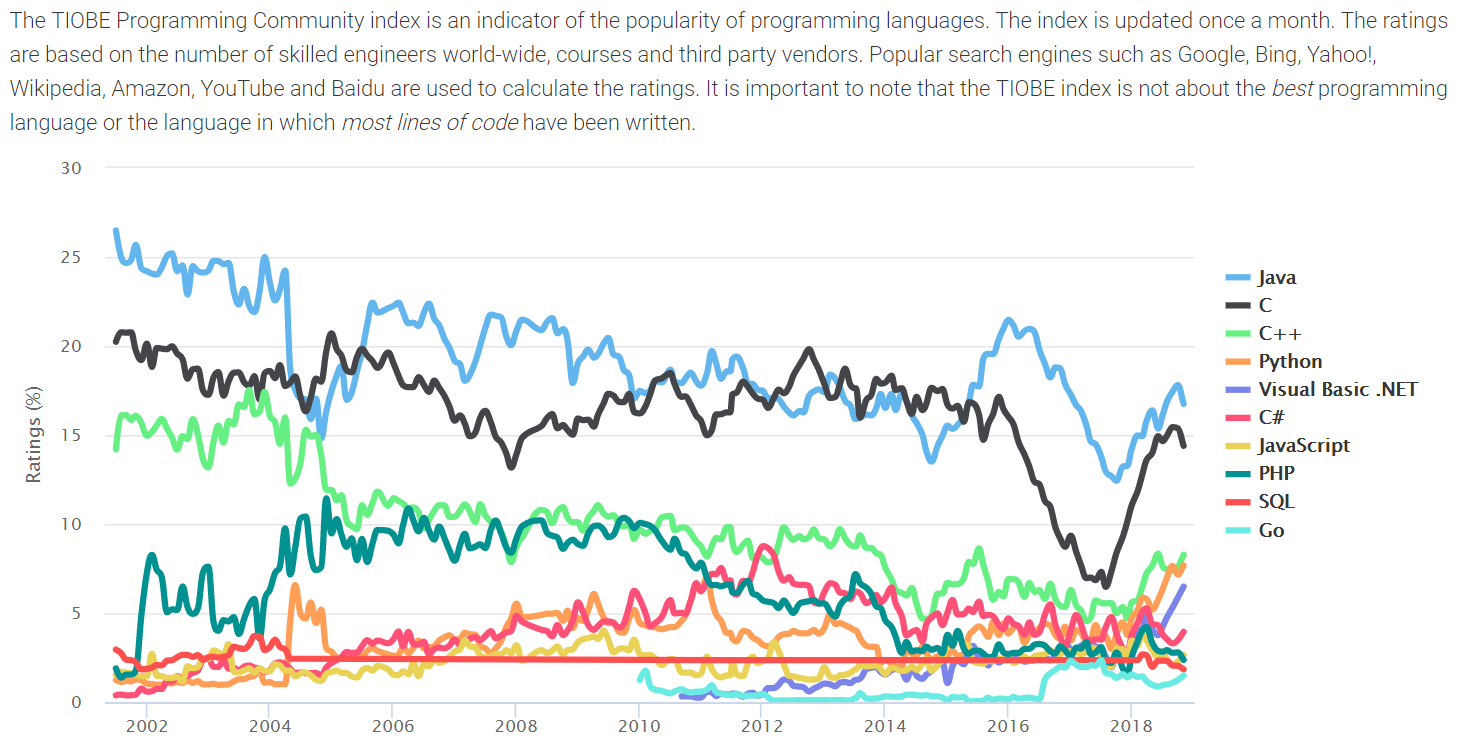 The TIOBE Programming Community index is an indicator of the popularity of programming languages. The index is updated once a month. The ratings
are based on the number of skilled engineers world-wide, courses and third party vendors. Popular search engines such as Google, Bing, Yahoo!,
Wikipedia, Amazon, YouTube and Baidu are used to calculate the ratings. It is important to note that the TIOBE index is not about the best programming
language or the language in which most lines of code have been written.
30
25
20
15
10
5
0
Ratings (%)
2002
2004
2006
2008
2010
2012
2014
2016
2018
Java
C
C++
Python
Visual Basic .NET
C#
JavaScript
PHP
SQL
Go